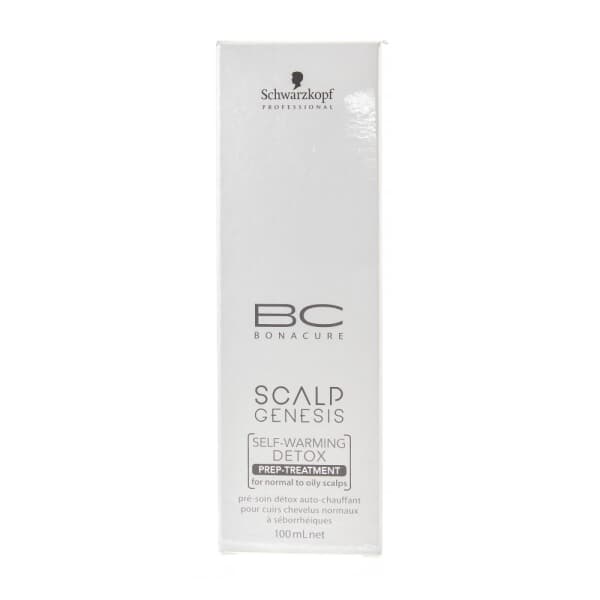 Schwarzkopf
PROFESSIONAL
BC
BONACURE
SCALP
GENESIS
SELF-WARMING
DETOX
PREP-TREATMENT
for normal to oily scalps
pré-soin détox auto-chauffant
pour cuirs chevelus normaux
à séborrhéiques
100 mL net